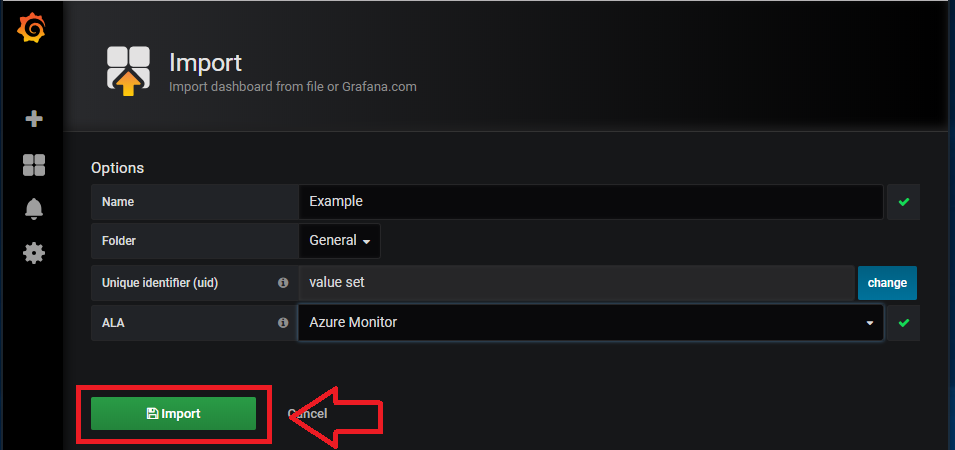 Import
Import dashboard from file or Grafana.com
Options
Name
Example
Folder
General
Unique identifier (uid)
value set
change
ALA
Azure Monitor
Import
Cancel